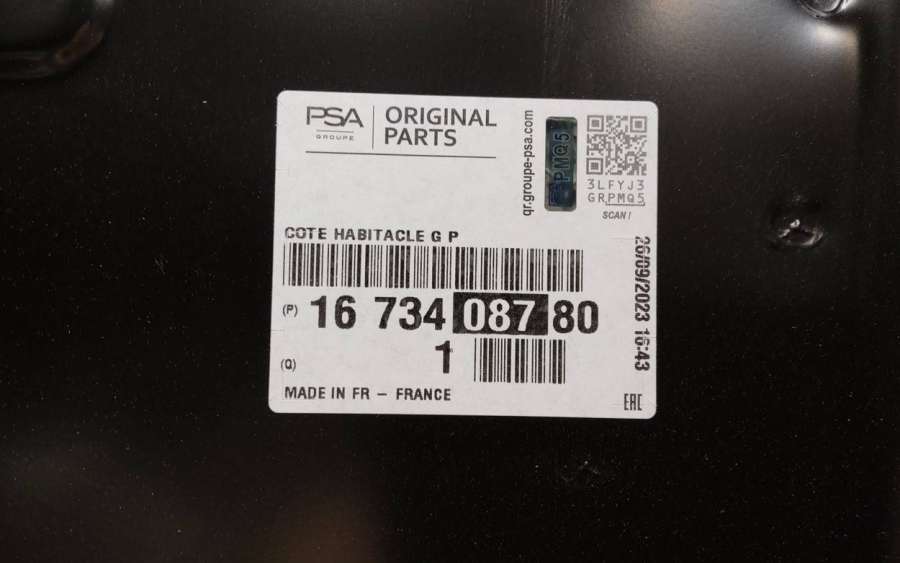 PSA
GROUPE
ORIGINAL
PARTS
qr.groupe-psa.com
PMQ5
3LFYJ3
GRPMQ5
SCAN !
COTE HABITACLE G P
(P) 16 734 087 80
(Q) 1
MADE IN FR - FRANCE
26/09/2023 16:43
EAC